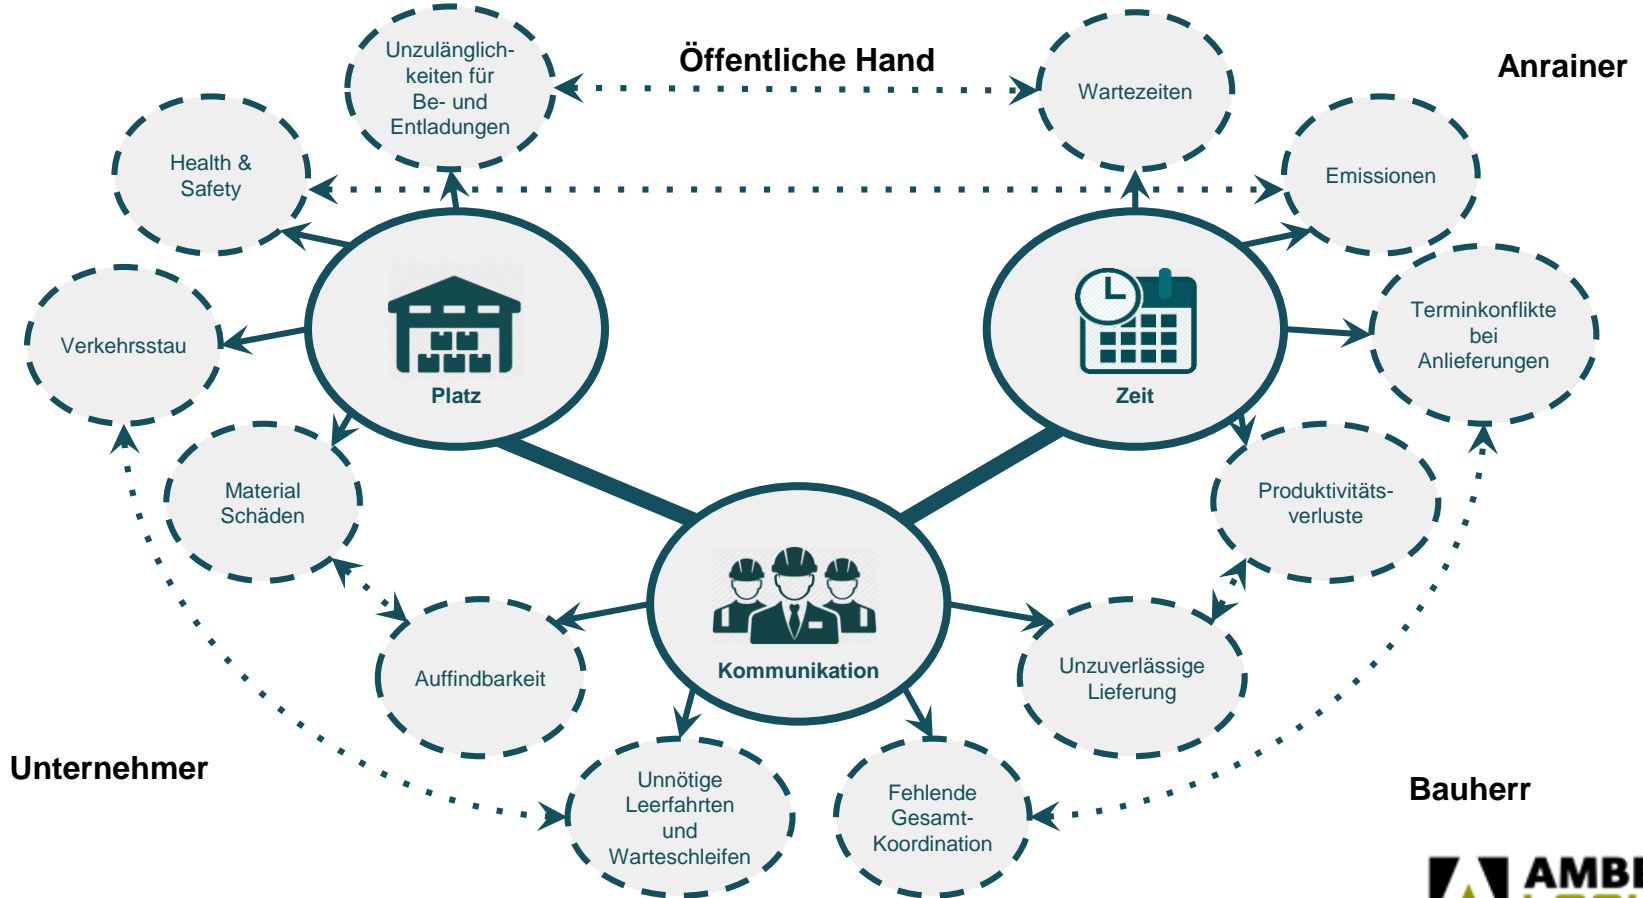 Öffentliche Hand
Anrainer
Unzulänglich-
keiten für
Be- und
Entladungen
Wartezeiten
Health &
Safety
Emissionen
Verkehrsstau
Platz
Zeit
Terminkonflikte
bei
Anlieferungen
Material
Schäden
Produktivitäts-
verluste
Kommunikation
Auffindbarkeit
Unzuverlässige
Lieferung
Unternehmer
Unnötige
Leerfahrten
und
Warteschleifen
Fehlende
Gesamt-
Koordination
Bauherr